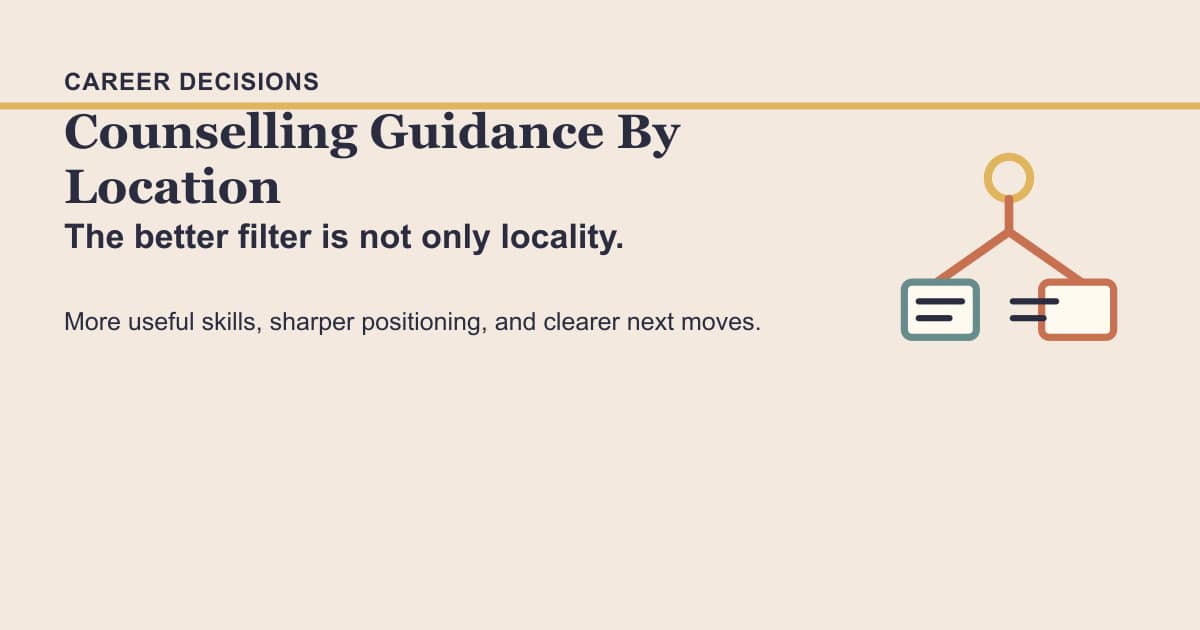 CAREER DECISIONS
Counselling Guidance By
Location
The better filter is not only locality.
More useful skills, sharper positioning, and clearer next moves.